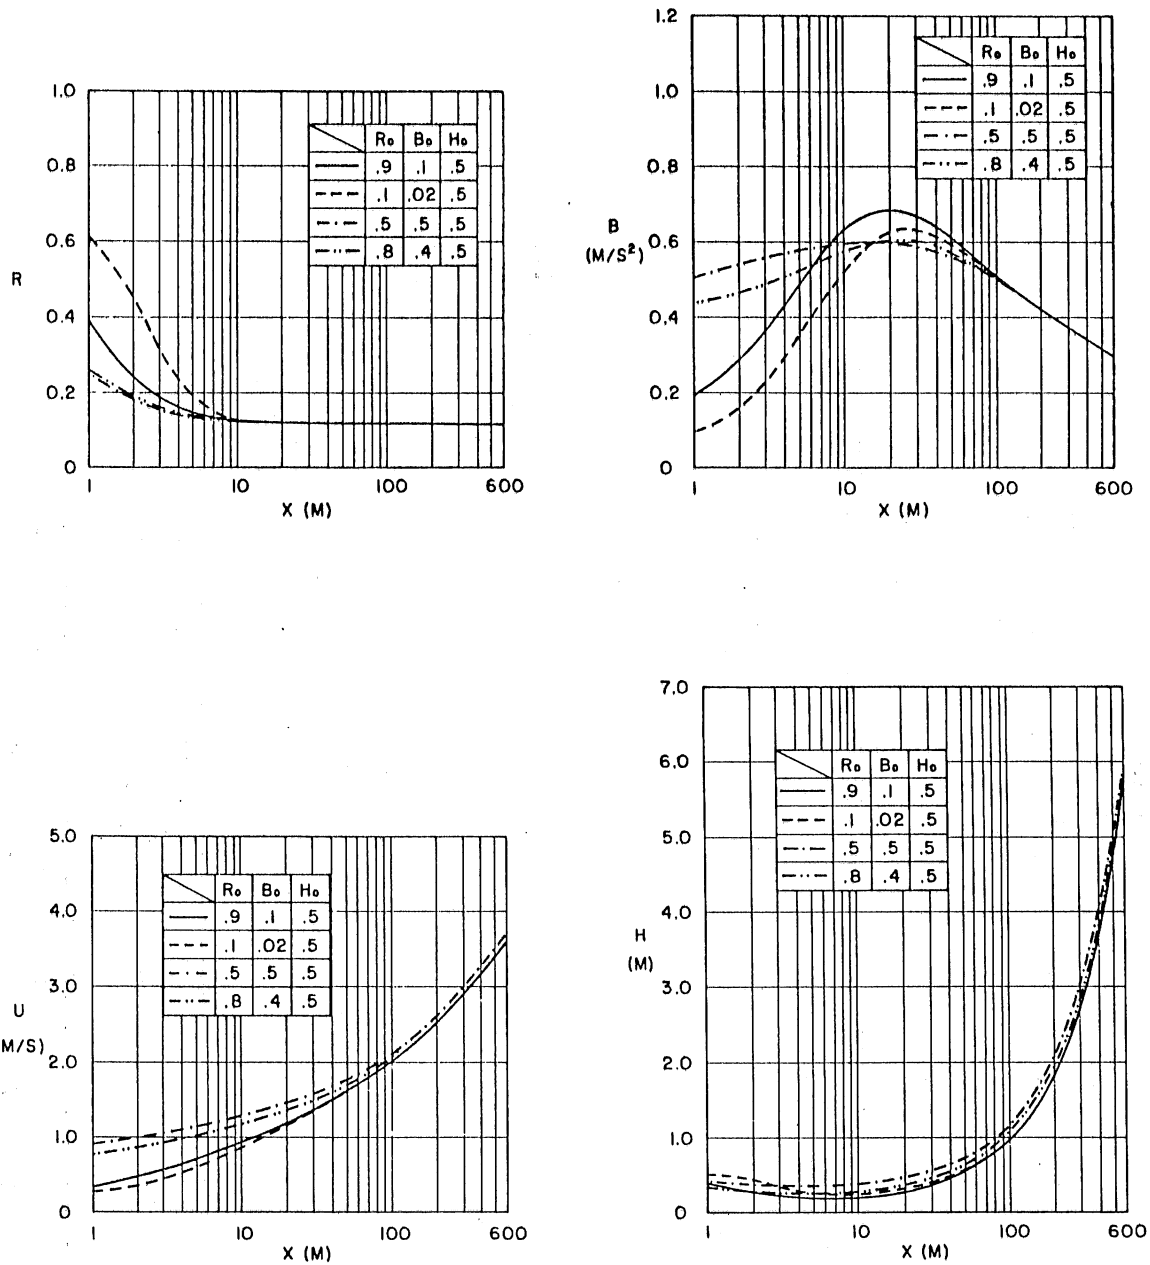 1.0
0.8
0.6
0.4
0.2
0
R
R₀ B₀ H₀
.9 .1 .5
.1 .02 .5
.5 .5 .5
.8 .4 .5
1 10 100 600
X (M)
1.2
1.0
0.8
0.6
0.4
0.2
0
B
(M/S²)
R₀ B₀ H₀
.9 .1 .5
.1 .02 .5
.5 .5 .5
.8 .4 .5
1 10 100 600
X (M)
5.0
4.0
3.0
2.0
1.0
0
U
M/S)
R₀ B₀ H₀
.9 .1 .5
.1 .02 .5
.5 .5 .5
.8 .4 .5
1 10 100 600
X (M)
7.0
6.0
5.0
4.0
3.0
2.0
1.0
0
H
(M)
R₀ B₀ H₀
.9 .1 .5
.1 .02 .5
.5 .5 .5
.8 .4 .5
1 10 100 600
X (M)